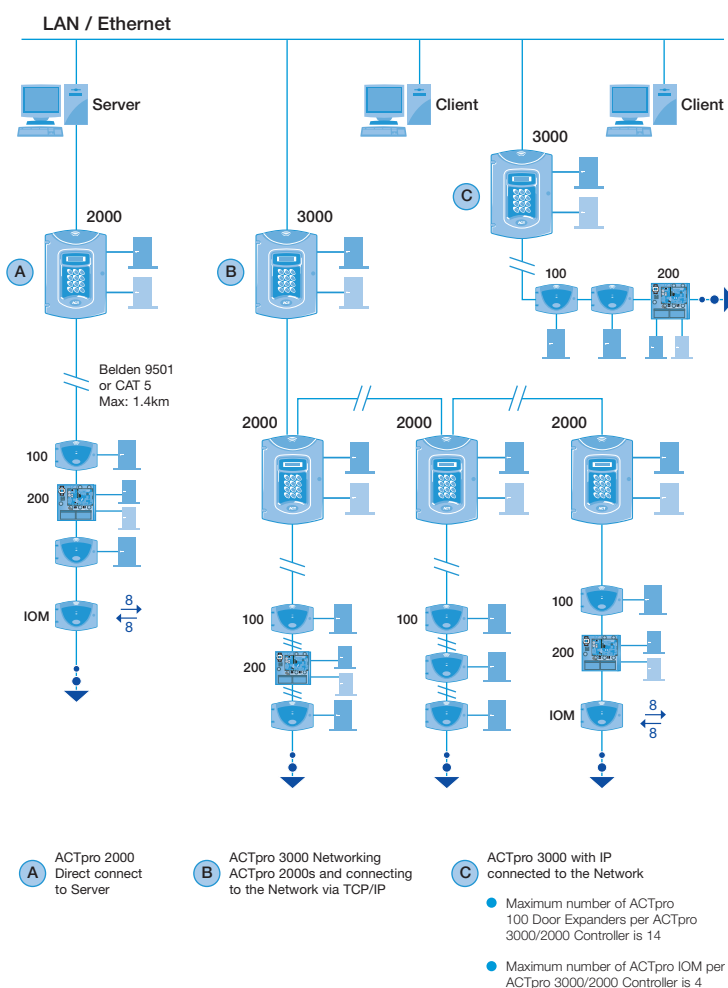 LAN / Ethernet
Server
Client
Client
3000
C
2000
3000
A
B
100
200
Belden 9501
or CAT 5
Max: 1.4km
2000
2000
2000
100
200
IOM
8
8
100
200
100
100
200
IOM
8
8
A
ACTpro 2000
Direct connect
to Server
B
ACTpro 3000 Networking
ACTpro 2000s and connecting
to the Network via TCP/IP
C
ACTpro 3000 with IP
connected to the Network
Maximum number of ACTpro
100 Door Expanders per ACTpro
3000/2000 Controller is 14
Maximum number of ACTpro IOM per
ACTpro 3000/2000 Controller is 4